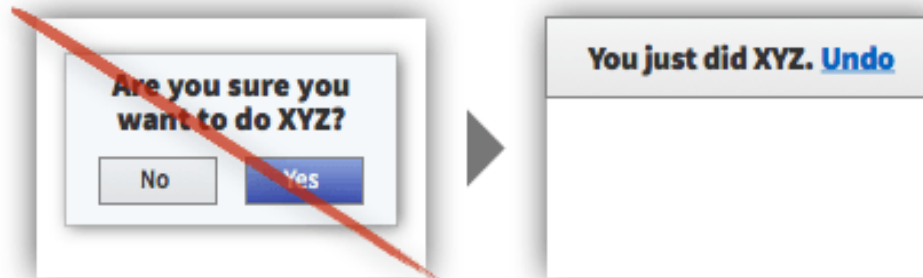 Are you sure you
want to do XYZ?
No
Yes
You just did XYZ. Undo